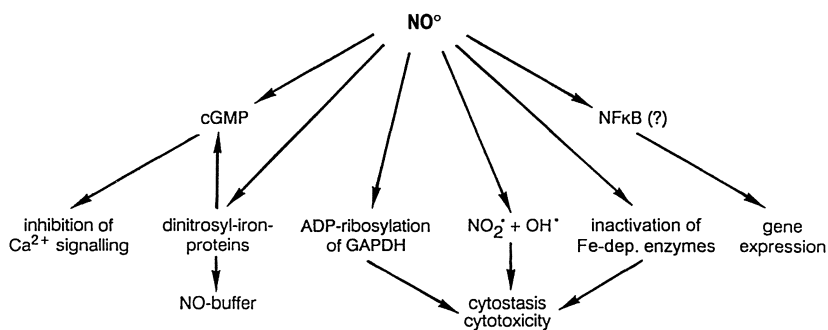 NO°
cGMP
NFκB (?)
inhibition of
Ca²⁺ signalling
dinitrosyl-iron-
proteins
ADP-ribosylation
of GAPDH
NO₂• + OH•
inactivation of
Fe-dep. enzymes
gene
expression
NO-buffer
cytostasis
cytotoxicity